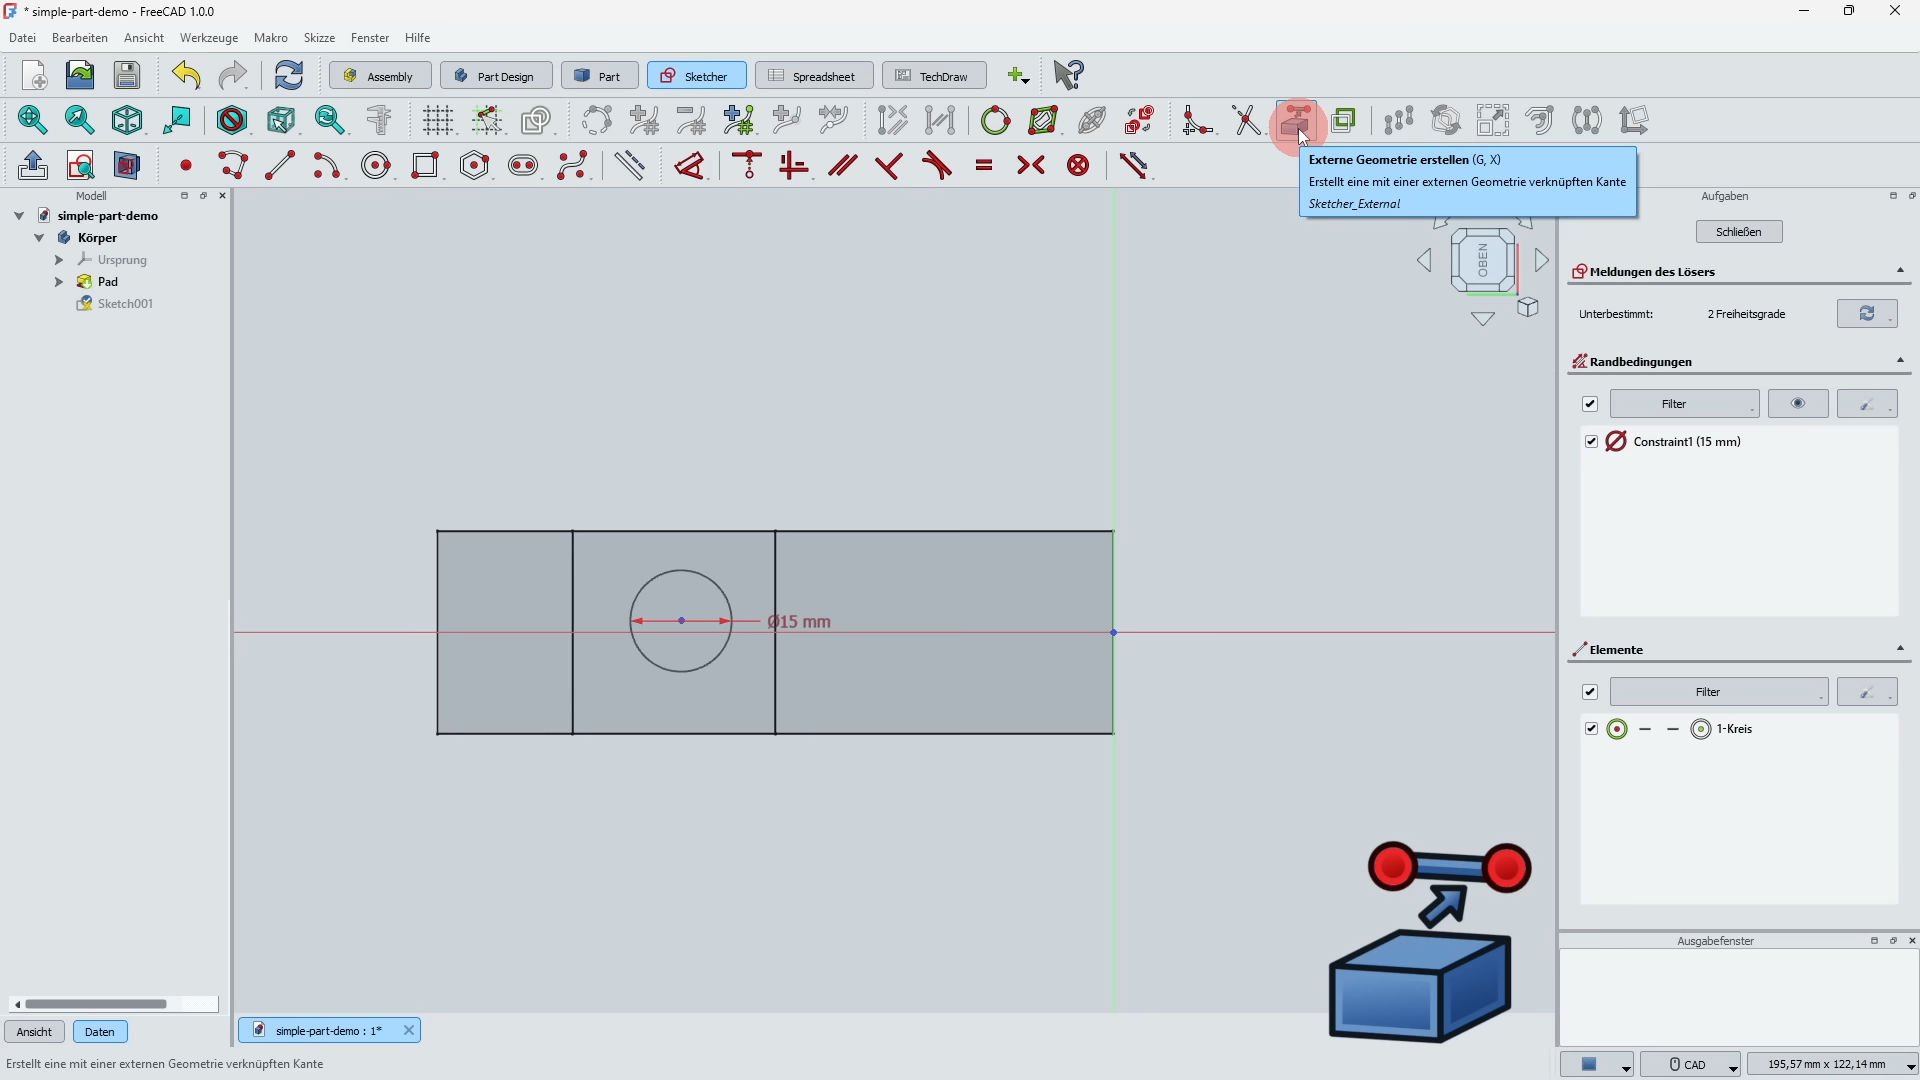 * simple-part-demo - FreeCAD 1.0.0
Datei Bearbeiten Ansicht Werkzeuge Makro Skizze Fenster Hilfe
Assembly Part Design Part Sketcher Spreadsheet TechDraw
Externe Geometrie erstellen (G, X)
Erstellt eine mit einer externen Geometrie verknüpften Kante
Sketcher_External
Modell
simple-part-demo
Körper
Ursprung
Pad
Sketch001
OBEN
Ø15 mm
Aufgaben
Schließen
Meldungen des Lösers
Unterbestimmt: 2 Freiheitsgrade
Randbedingungen
Filter
Constraint1 (15 mm)
Elemente
Filter
1-Kreis
Ausgabefenster
Ansicht Daten
simple-part-demo : 1*
Erstellt eine mit einer externen Geometrie verknüpften Kante
CAD
195,57 mm x 122,14 mm